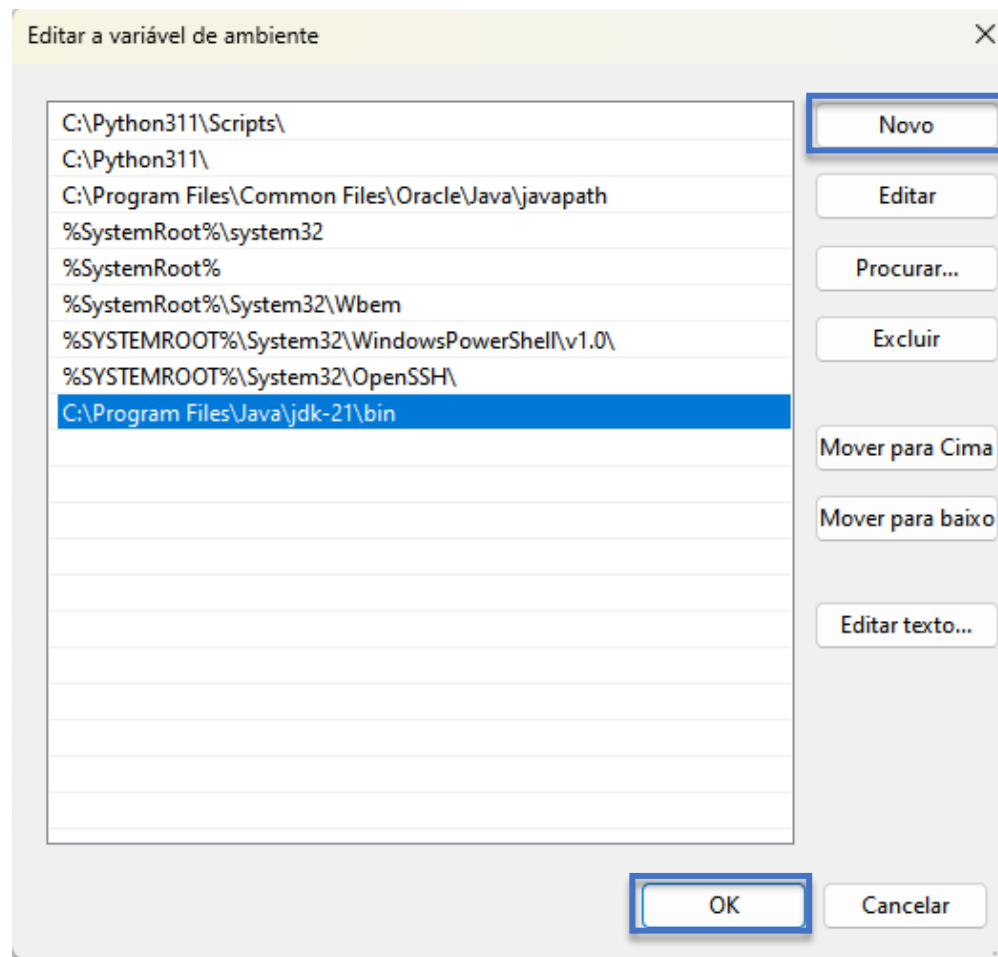 Editar a variável de ambiente
C:\Python311\Scripts\
Novo
C:\Python311\
C:\Program Files\Common Files\Oracle\Java\javapath
Editar
%SystemRoot%\system32
%SystemRoot%
Procurar...
%SystemRoot%\System32\Wbem
%SYSTEMROOT%\System32\WindowsPowerShell\v1.0\
Excluir
%SYSTEMROOT%\System32\OpenSSH\
C:\Program Files\Java\jdk-21\bin
Mover para Cima
Mover para baixo
Editar texto...
OK
Cancelar